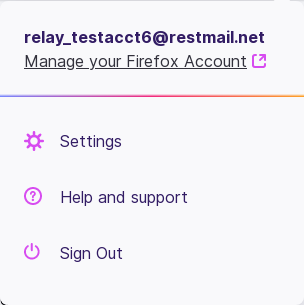 relay_testacct6@restmail.net
Manage your Firefox Account
Settings
Help and support
Sign Out